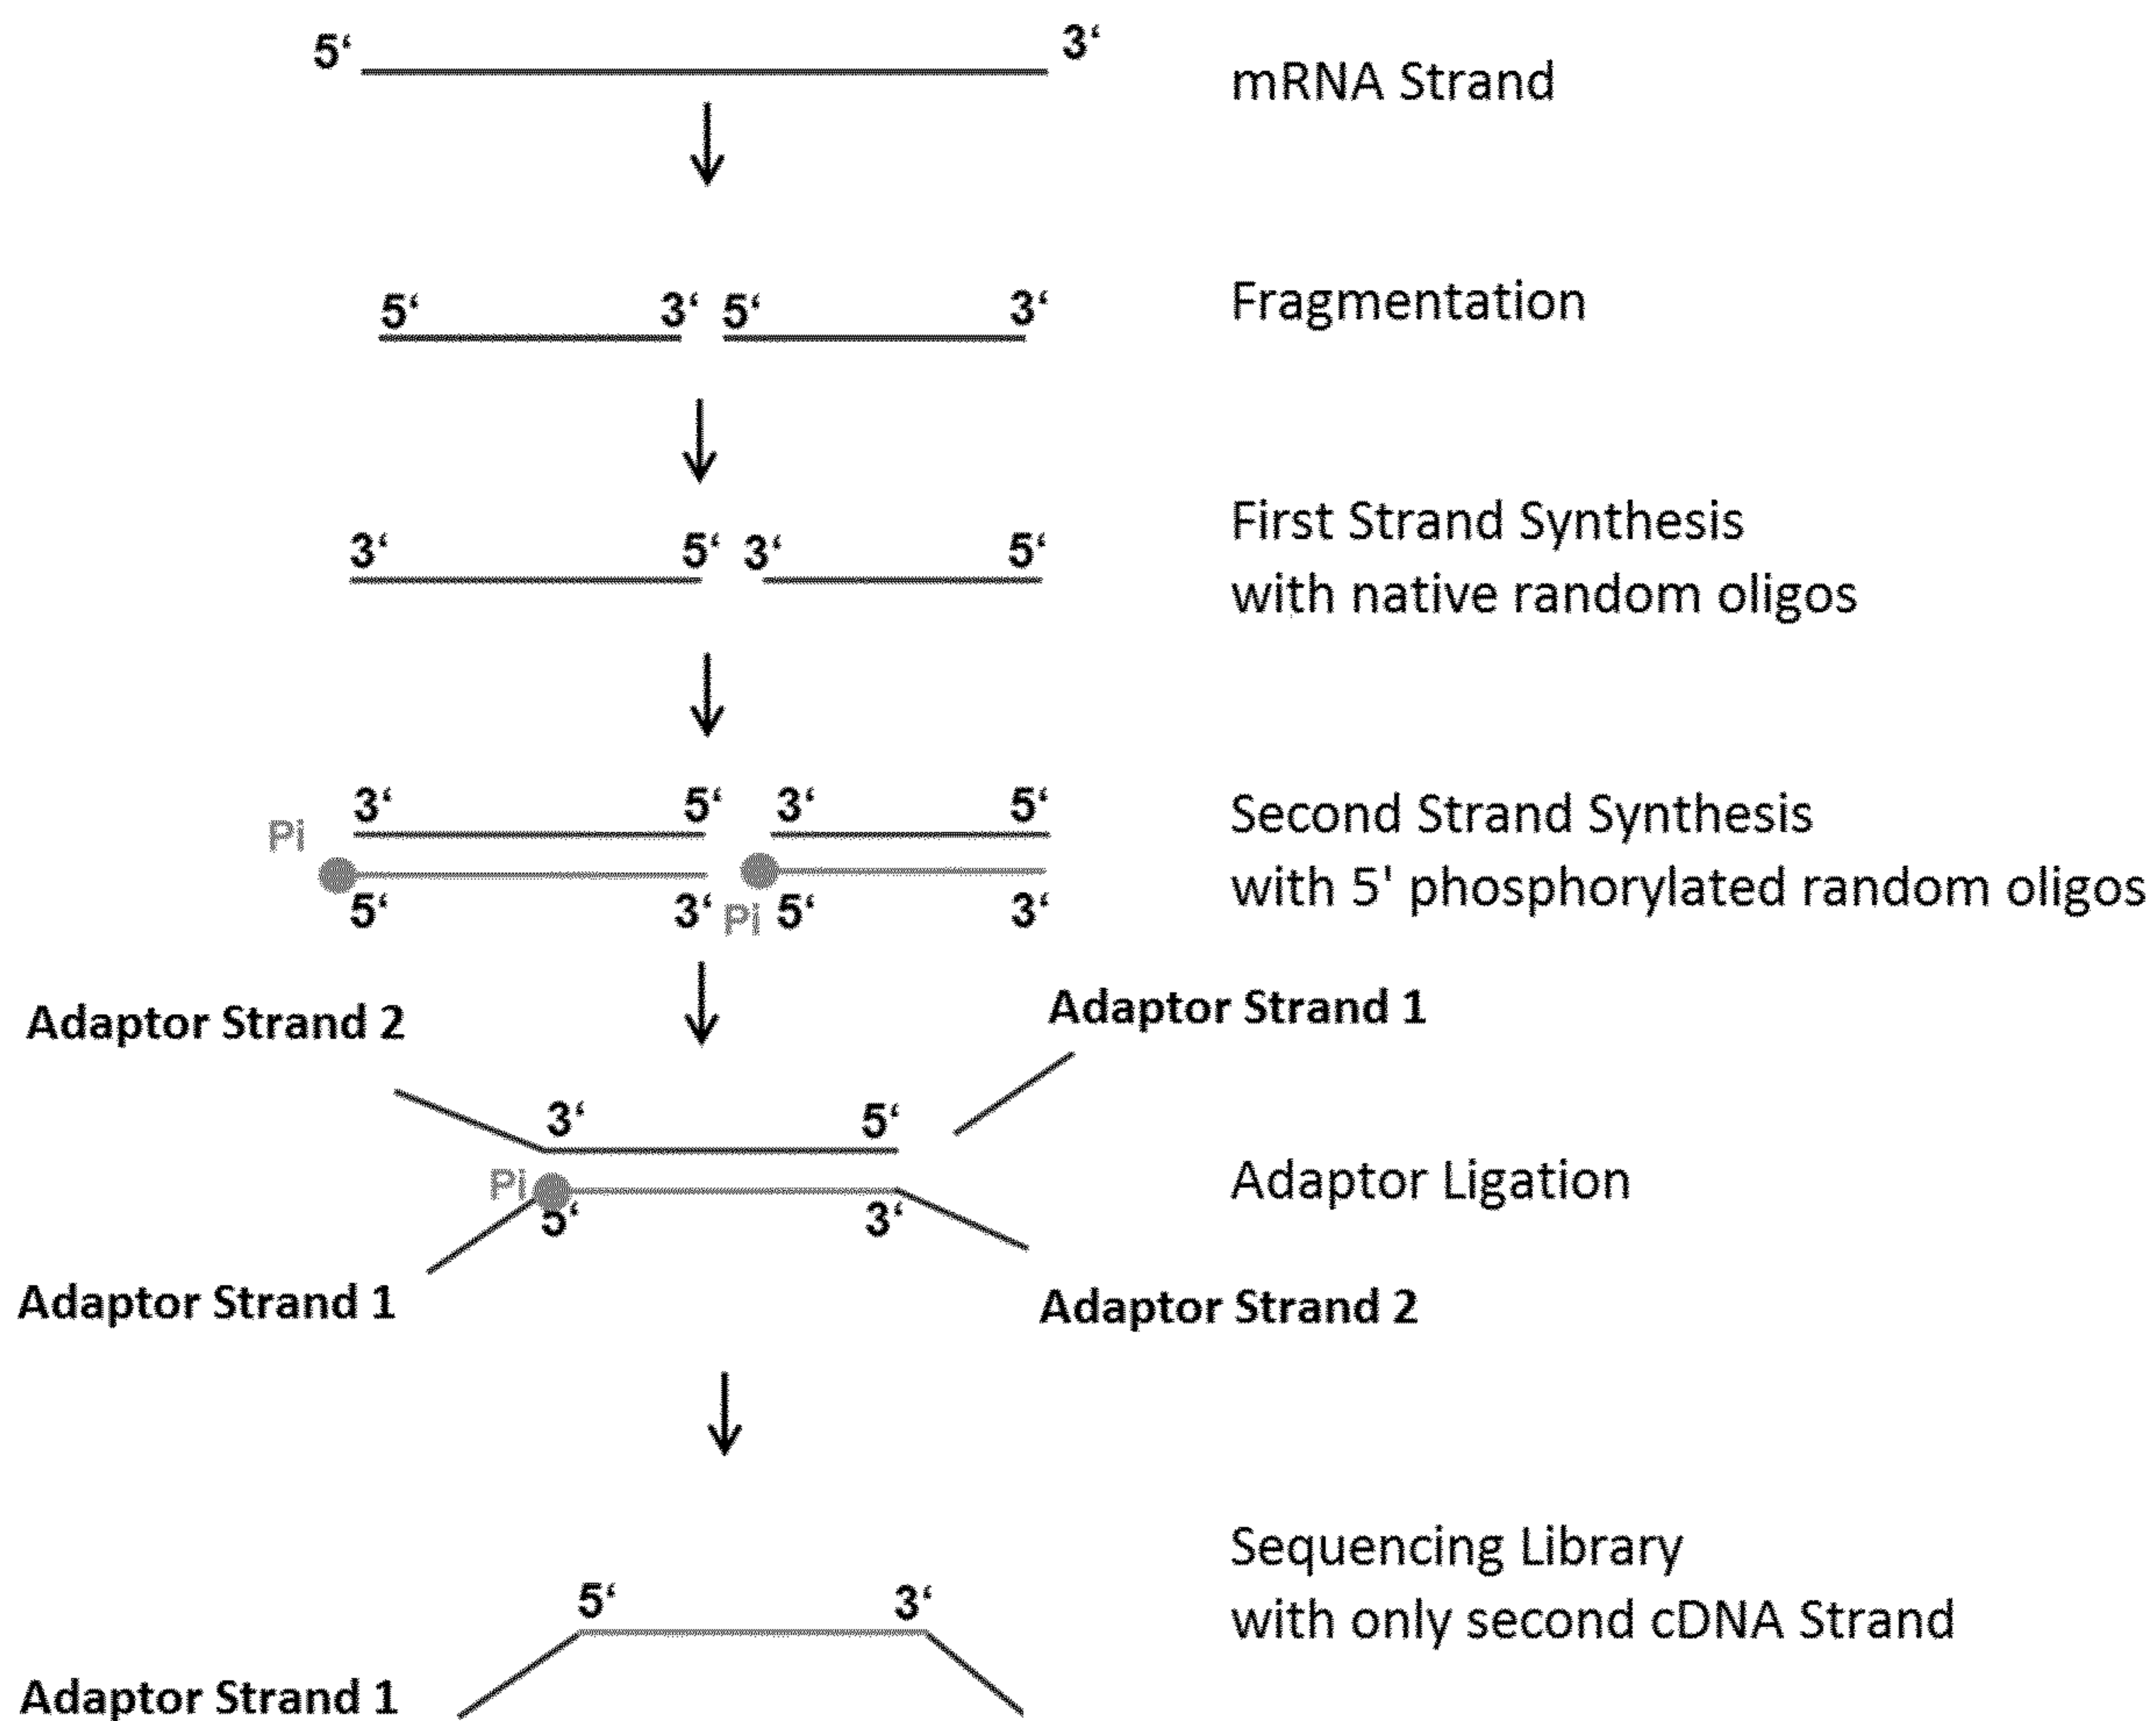 5‘ 3‘
mRNA Strand
5‘ 3‘ 5‘ 3‘
Fragmentation
3‘ 5‘ 3‘ 5‘
First Strand Synthesis
with native random oligos
3‘ 5‘ 3‘ 5‘
Pi
5‘ 3‘ Pi 5‘ 3‘
Second Strand Synthesis
with 5' phosphorylated random oligos
Adaptor Strand 2
Adaptor Strand 1
3‘ 5‘
Pi
5‘ 3‘
Adaptor Ligation
Adaptor Strand 1
Adaptor Strand 2
5‘ 3‘
Sequencing Library
with only second cDNA Strand
Adaptor Strand 1